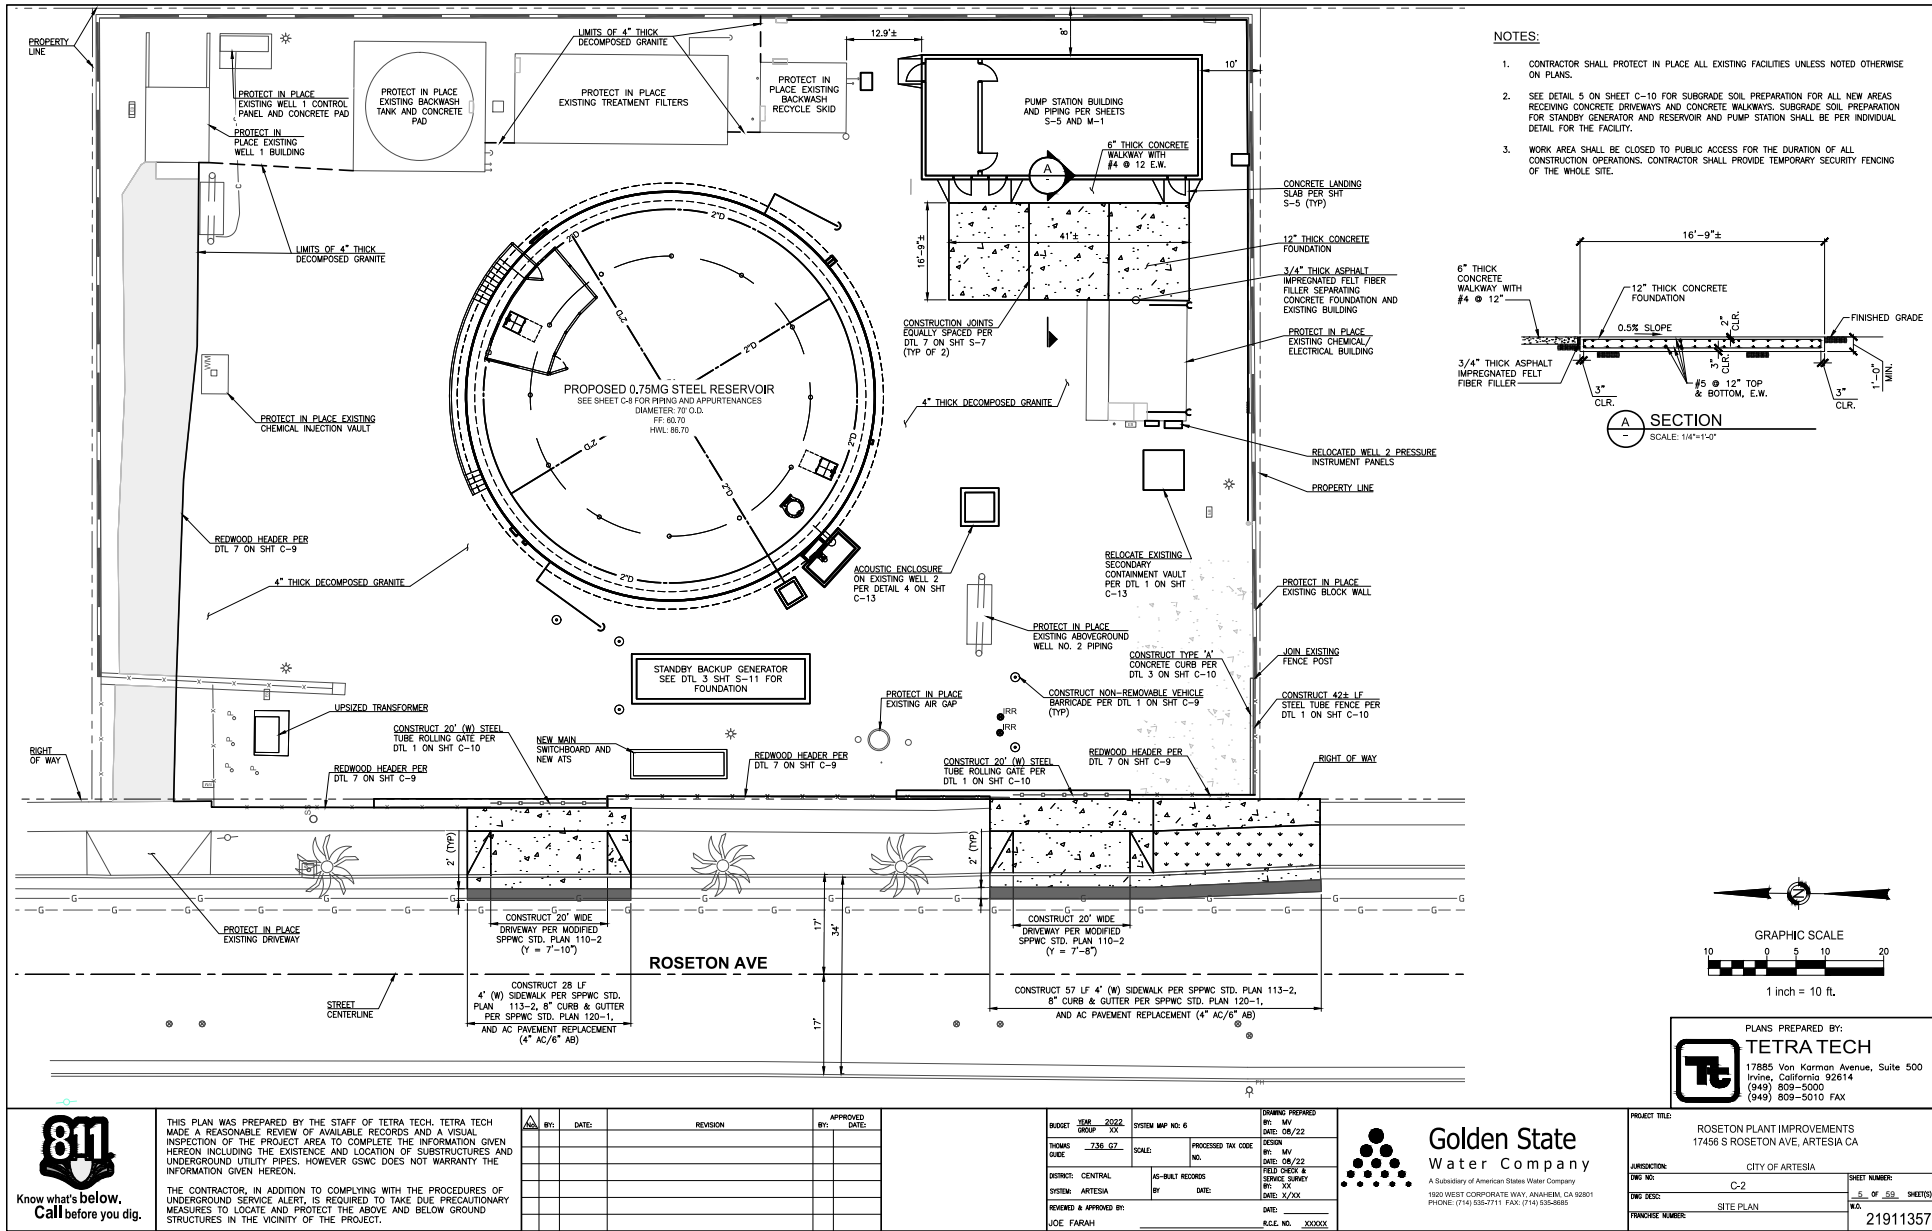 PROPERTY
LINE
PROTECT IN PLACE
EXISTING WELL 1 CONTROL
PANEL AND CONCRETE PAD
PROTECT IN
PLACE EXISTING
WELL 1 BUILDING
PROTECT IN PLACE
EXISTING BACKWASH
TANK AND CONCRETE
PAD
LIMITS OF 4" THICK
DECOMPOSED GRANITE
PROTECT IN PLACE
EXISTING TREATMENT FILTERS
PROTECT IN
PLACE EXISTING
BACKWASH
RECYCLE SKID
12.9'±
8'
10'
PUMP STATION BUILDING
AND PIPING PER SHEETS
S-5 AND M-1
6" THICK CONCRETE
WALKWAY WITH
#4 @ 12 E.W.
A
-
CONCRETE LANDING
SLAB PER SHT
S-5 (TYP)
LIMITS OF 4" THICK
DECOMPOSED GRANITE
41'±
16'-9"±
12" THICK CONCRETE
FOUNDATION
3/4" THICK ASPHALT
IMPREGNATED FELT FIBER
FILLER SEPARATING
CONCRETE FOUNDATION AND
EXISTING BUILDING
CONSTRUCTION JOINTS
EQUALLY SPACED PER
DTL 7 ON SHT S-7
(TYP OF 2)
PROTECT IN PLACE
EXISTING CHEMICAL/
ELECTRICAL BUILDING
2"D
2"D
2"D
2"D
2"D
2"D
2"D
2"D
WM
PROPOSED 0.75MG STEEL RESERVOIR
SEE SHEET C-8 FOR PIPING AND APPURTENANCES
DIAMETER: 70' O.D.
FF: 60.70
HWL: 86.70
4" THICK DECOMPOSED GRANITE
PROTECT IN PLACE EXISTING
CHEMICAL INJECTION VAULT
RELOCATED WELL 2 PRESSURE
INSTRUMENT PANELS
PROPERTY LINE
REDWOOD HEADER PER
DTL 7 ON SHT C-9
4" THICK DECOMPOSED GRANITE
ACOUSTIC ENCLOSURE
ON EXISTING WELL 2
PER DETAIL 4 ON SHT
C-13
RELOCATE EXISTING
SECONDARY
CONTAINMENT VAULT
PER DTL 1 ON SHT
C-13
PROTECT IN PLACE
EXISTING BLOCK WALL
PROTECT IN PLACE
EXISTING ABOVEGROUND
WELL NO. 2 PIPING
CONSTRUCT TYPE 'A'
CONCRETE CURB PER
DTL 3 ON SHT C-10
JOIN EXISTING
FENCE POST
STANDBY BACKUP GENERATOR
SEE DTL 3 SHT S-11 FOR
FOUNDATION
PROTECT IN PLACE
EXISTING AIR GAP
CONSTRUCT NON-REMOVABLE VEHICLE
BARRICADE PER DTL 1 ON SHT C-9
(TYP)
IRR
IRR
CONSTRUCT 42± LF
STEEL TUBE FENCE PER
DTL 1 ON SHT C-10
UPSIZED TRANSFORMER
CONSTRUCT 20' (W) STEEL
TUBE ROLLING GATE PER
DTL 1 ON SHT C-10
NEW MAIN
SWITCHBOARD AND
NEW ATS
REDWOOD HEADER PER
DTL 7 ON SHT C-9
CONSTRUCT 20' (W) STEEL
TUBE ROLLING GATE PER
DTL 1 ON SHT C-10
REDWOOD HEADER PER
DTL 7 ON SHT C-9
RIGHT OF WAY
RIGHT
OF WAY
REDWOOD HEADER PER
DTL 7 ON SHT C-9
2' (TYP)
2' (TYP)
PROTECT IN PLACE
EXISTING DRIVEWAY
CONSTRUCT 20' WIDE
DRIVEWAY PER MODIFIED
SPPWC STD. PLAN 110-2
(Y = 7'-10")
17'
34'
17'
CONSTRUCT 20' WIDE
DRIVEWAY PER MODIFIED
SPPWC STD. PLAN 110-2
(Y = 7'-8")
ROSETON AVE
STREET
CENTERLINE
CONSTRUCT 28 LF
4' (W) SIDEWALK PER SPPWC STD.
PLAN 113-2, 8" CURB & GUTTER
PER SPPWC STD. PLAN 120-1,
AND AC PAVEMENT REPLACEMENT
(4" AC/6" AB)
CONSTRUCT 57 LF 4' (W) SIDEWALK PER SPPWC STD. PLAN 113-2,
8" CURB & GUTTER PER SPPWC STD. PLAN 120-1,
AND AC PAVEMENT REPLACEMENT (4" AC/6" AB)
FH
NOTES:
1. CONTRACTOR SHALL PROTECT IN PLACE ALL EXISTING FACILITIES UNLESS NOTED OTHERWISE
ON PLANS.
2. SEE DETAIL 5 ON SHEET C-10 FOR SUBGRADE SOIL PREPARATION FOR ALL NEW AREAS
RECEIVING CONCRETE DRIVEWAYS AND CONCRETE WALKWAYS. SUBGRADE SOIL PREPARATION
FOR STANDBY GENERATOR AND RESERVOIR AND PUMP STATION SHALL BE PER INDIVIDUAL
DETAIL FOR THE FACILITY.
3. WORK AREA SHALL BE CLOSED TO PUBLIC ACCESS FOR THE DURATION OF ALL
CONSTRUCTION OPERATIONS. CONTRACTOR SHALL PROVIDE TEMPORARY SECURITY FENCING
OF THE WHOLE SITE.
16'-9"±
6" THICK
CONCRETE
WALKWAY WITH
#4 @ 12"
12" THICK CONCRETE
FOUNDATION
0.5% SLOPE
2"
CLR.
FINISHED GRADE
3/4" THICK ASPHALT
IMPREGNATED FELT
FIBER FILLER
3"
CLR.
3"
CLR.
#5 @ 12" TOP
& BOTTOM, E.W.
3"
CLR.
1'-0"
MIN.
A
-
SECTION
SCALE: 1/4"=1'-0"
GRAPHIC SCALE
10 0 5 10 20
1 inch = 10 ft.
PLANS PREPARED BY:
TETRA TECH
17885 Von Karman Avenue, Suite 500
Irvine, California 92614
(949) 809-5000
(949) 809-5010 FAX
811
Know what's below.
Call before you dig.
THIS PLAN WAS PREPARED BY THE STAFF OF TETRA TECH. TETRA TECH
MADE A REASONABLE REVIEW OF AVAILABLE RECORDS AND A VISUAL
INSPECTION OF THE PROJECT AREA TO COMPLETE THE INFORMATION GIVEN
HEREON INCLUDING THE EXISTENCE AND LOCATION OF SUBSTRUCTURES AND
UNDERGROUND UTILITY PIPES. HOWEVER GSWC DOES NOT WARRANTY THE
INFORMATION GIVEN HEREON.
THE CONTRACTOR, IN ADDITION TO COMPLYING WITH THE PROCEDURES OF
UNDERGROUND SERVICE ALERT, IS REQUIRED TO TAKE DUE PRECAUTIONARY
MEASURES TO LOCATE AND PROTECT THE ABOVE AND BELOW GROUND
STRUCTURES IN THE VICINITY OF THE PROJECT.
No. BY: DATE: REVISION APPROVED
BY: DATE:
BUDGET YEAR 2022
GROUP XX
SYSTEM MAP NO: 6
THOMAS
GUIDE 736 G7
SCALE:
PROCESSED TAX CODE
NO.
DISTRICT: CENTRAL
SYSTEM: ARTESIA
AS-BUILT RECORDS
BY DATE:
REVIEWED & APPROVED BY:
JOE FARAH
DRAWING PREPARED
BY: MV
DATE: 08/22
DESIGN
BY: MV
DATE: 08/22
FIELD CHECK &
SERVICE SURVEY
BY: XX
DATE: X/XX
DATE:
R.C.E. NO. XXXXX
Golden State
Water Company
A Subsidiary of American States Water Company
1920 WEST CORPORATE WAY, ANAHEIM, CA 92801
PHONE: (714) 535-7711 FAX: (714) 535-8685
PROJECT TITLE:
ROSETON PLANT IMPROVEMENTS
17456 S ROSETON AVE, ARTESIA CA
JURISDICTION: CITY OF ARTESIA
DWG NO: C-2
DWG DESC: SITE PLAN
FRANCHISE NUMBER:
SHEET NUMBER:
5 OF 59 SHEET(S)
W.O.
21911357